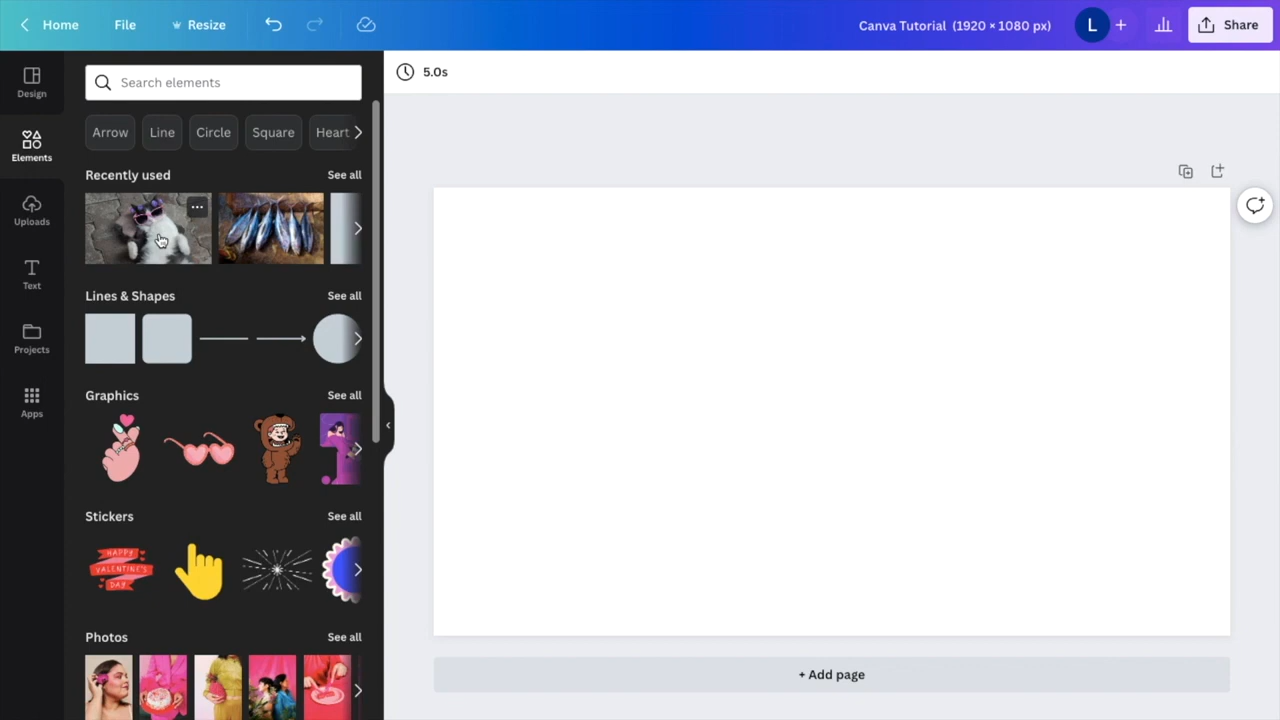 Home File Resize Canva Tutorial (1920 × 1080 px) L + Share
Design
Elements
Uploads
Text
Projects
Apps
Search elements
Arrow Line Circle Square Heart
Recently used See all
Lines & Shapes See all
Graphics See all
Stickers See all
HAPPY
VALENTINE'S
DAY
Photos See all
5.0s
+ Add page